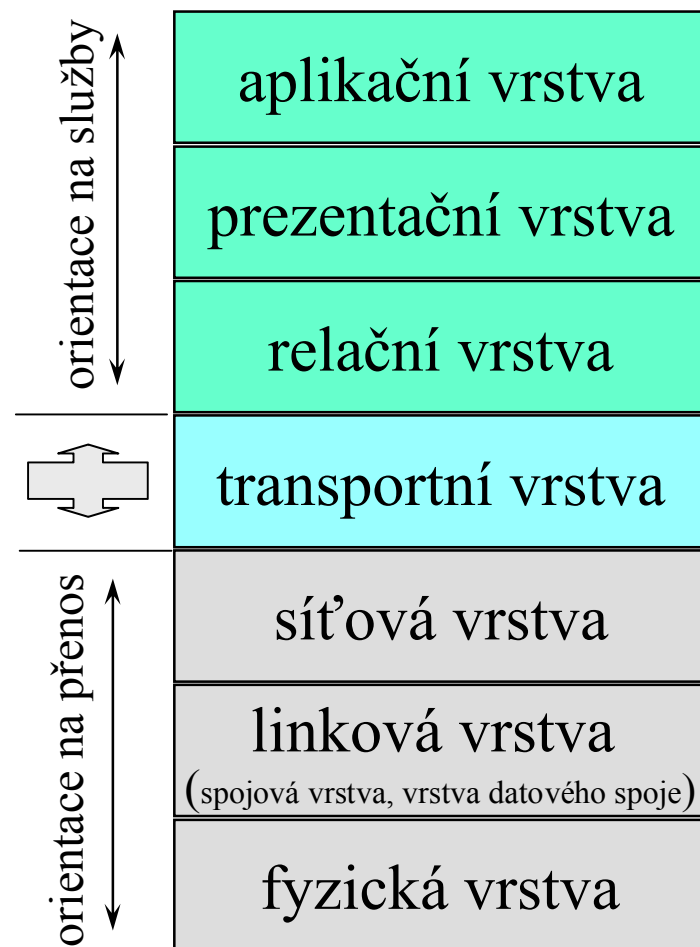 orientace na služby
aplikační vrstva
prezentační vrstva
relační vrstva
transportní vrstva
orientace na přenos
síťová vrstva
linková vrstva
(spojová vrstva, vrstva datového spoje)
fyzická vrstva